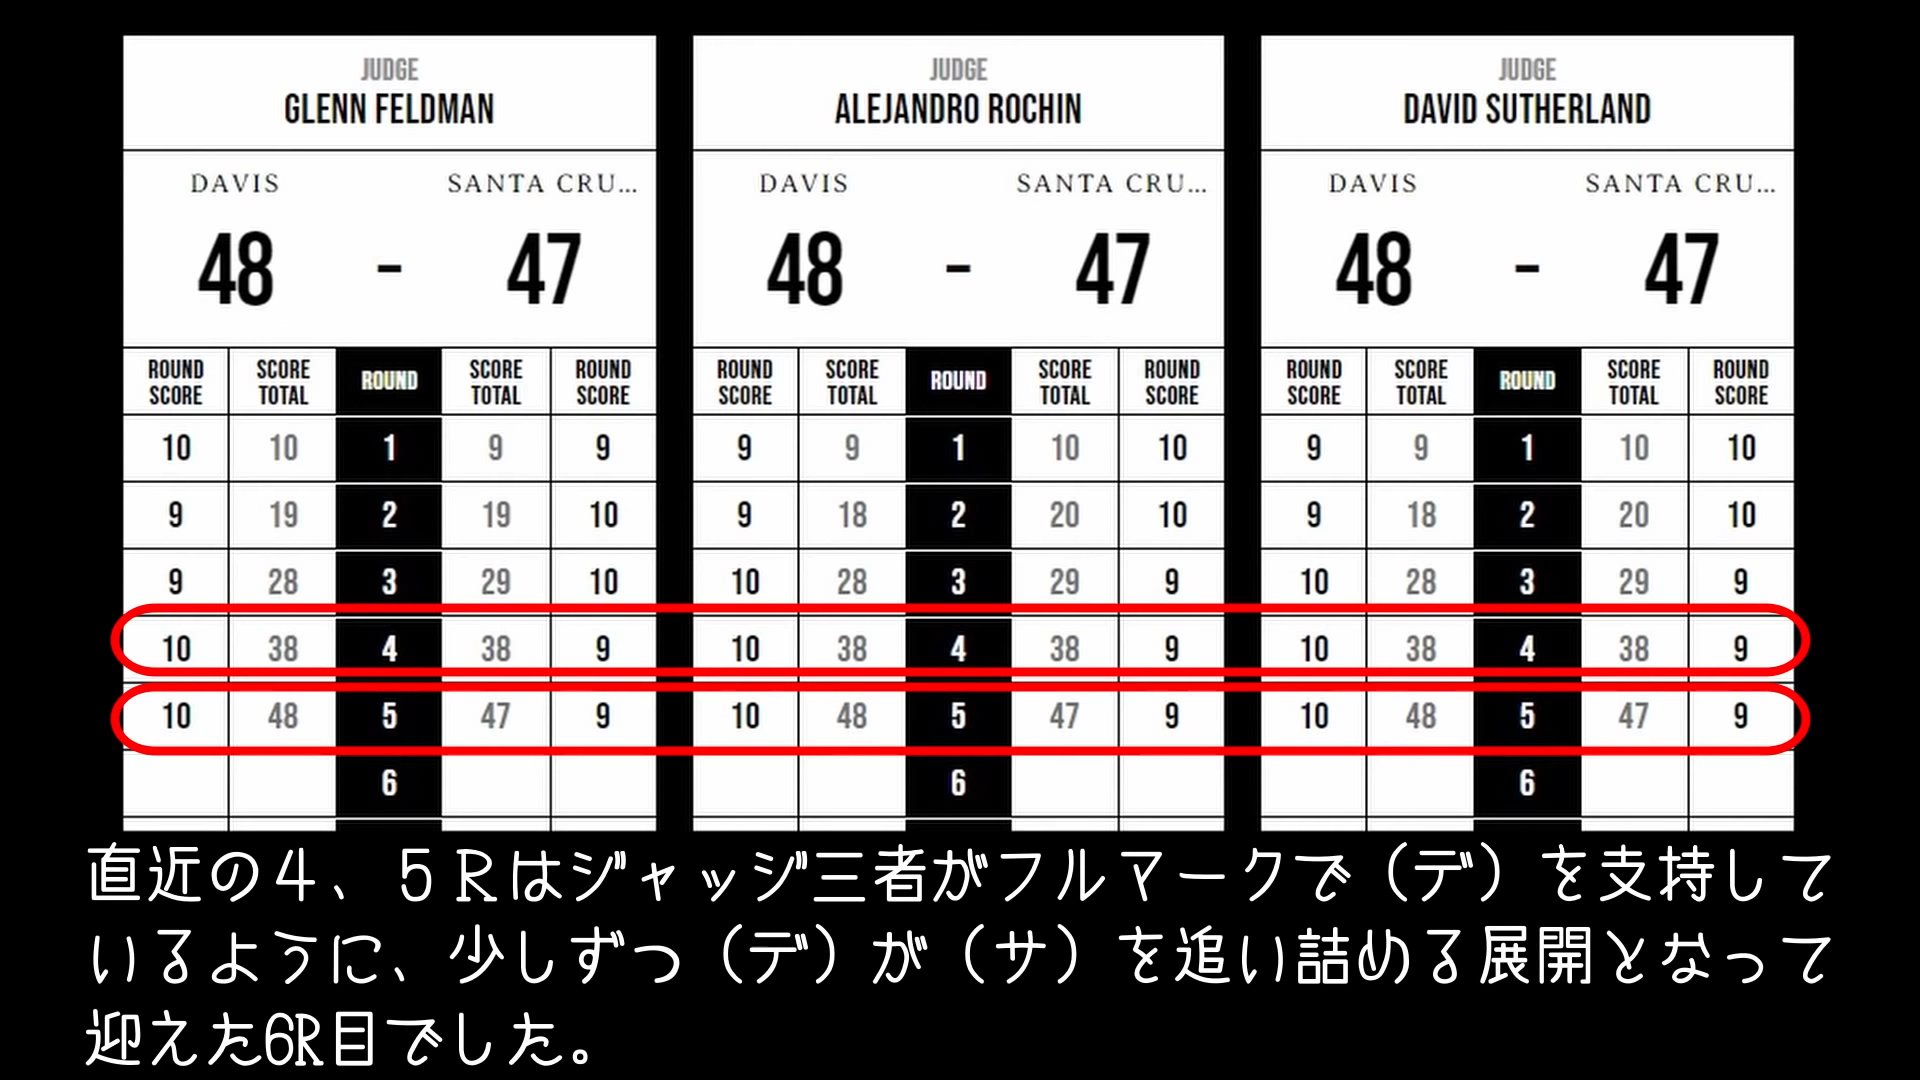 JUDGE
GLENN FELDMAN
DAVIS SANTA CRU...
48 - 47
ROUND SCORE SCORE TOTAL ROUND SCORE TOTAL ROUND SCORE
10 10 1 9 9
9 19 2 19 10
9 28 3 29 10
10 38 4 38 9
10 48 5 47 9
6
JUDGE
ALEJANDRO ROCHIN
DAVIS SANTA CRU...
48 - 47
ROUND SCORE SCORE TOTAL ROUND SCORE TOTAL ROUND SCORE
9 9 1 10 10
9 18 2 20 10
10 28 3 29 9
10 38 4 38 9
10 48 5 47 9
6
JUDGE
DAVID SUTHERLAND
DAVIS SANTA CRU...
48 - 47
ROUND SCORE SCORE TOTAL ROUND SCORE TOTAL ROUND SCORE
9 9 1 10 10
9 18 2 20 10
10 28 3 29 9
10 38 4 38 9
10 48 5 47 9
6
直近の４、５Ｒはジャッジ三者がフルマークで（デ）を支持して
いるように、少しずつ（デ）が（サ）を追い詰める展開となって
迎えた6R目でした。